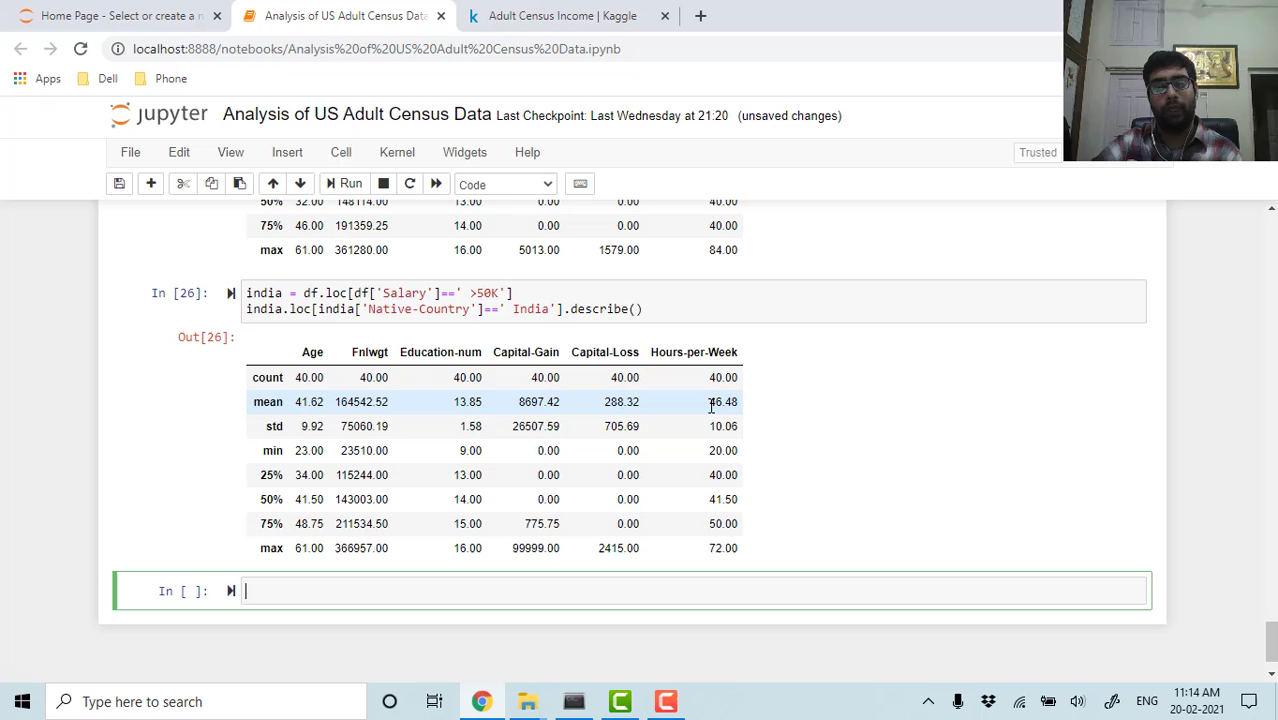 Home Page - Select or create a n
Analysis of US Adult Census Data
Adult Census Income | Kaggle
localhost:8888/notebooks/Analysis%20of%20US%20Adult%20Census%20Data.ipynb
Apps Dell Phone
jupyter Analysis of US Adult Census Data Last Checkpoint: Last Wednesday at 21:20 (unsaved changes)
File Edit View Insert Cell Kernel Widgets Help Trusted
Run Code
50% 32.00 148114.00 13.00 0.00 0.00 40.00
75% 46.00 191359.25 14.00 0.00 0.00 40.00
max 61.00 361280.00 16.00 5013.00 1579.00 84.00
In [26]: india = df.loc[df['Salary']==' >50K']
india.loc[india['Native-Country']==' India'].describe()
Out[26]:
Age Fnlwgt Education-num Capital-Gain Capital-Loss Hours-per-Week
count 40.00 40.00 40.00 40.00 40.00 40.00
mean 41.62 164542.52 13.85 8697.42 288.32 46.48
std 9.92 75060.19 1.58 26507.59 705.69 10.06
min 23.00 23510.00 9.00 0.00 0.00 20.00
25% 34.00 115244.00 13.00 0.00 0.00 40.00
50% 41.50 143003.00 14.00 0.00 0.00 41.50
75% 48.75 211534.50 15.00 775.75 0.00 50.00
max 61.00 366957.00 16.00 99999.00 2415.00 72.00
In [ ]:
Type here to search
ENG
11:14 AM
20-02-2021